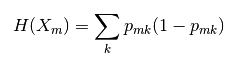 H(X_m) = \sum_k p_{mk}(1 - p_{mk})